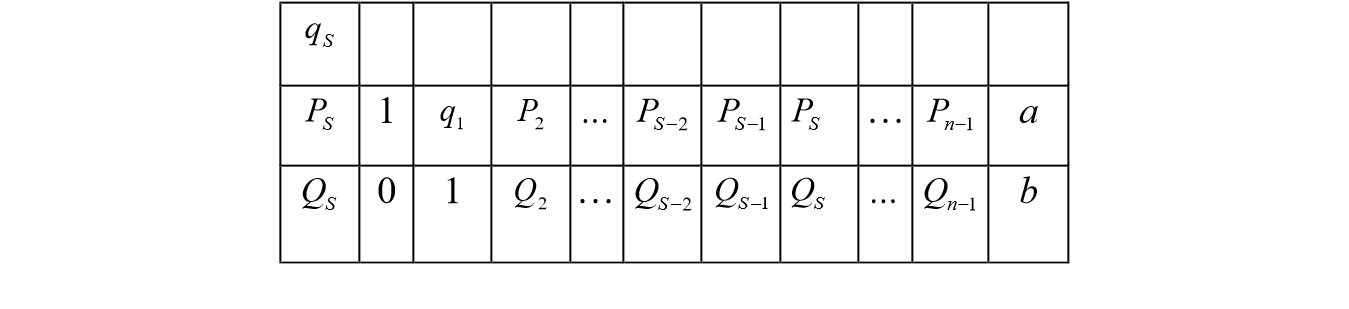 q_S
P_S 1 q_1 P_2 ... P_{S-2} P_{S-1} P_S ... P_{n-1} a
Q_S 0 1 Q_2 ... Q_{S-2} Q_{S-1} Q_S ... Q_{n-1} b